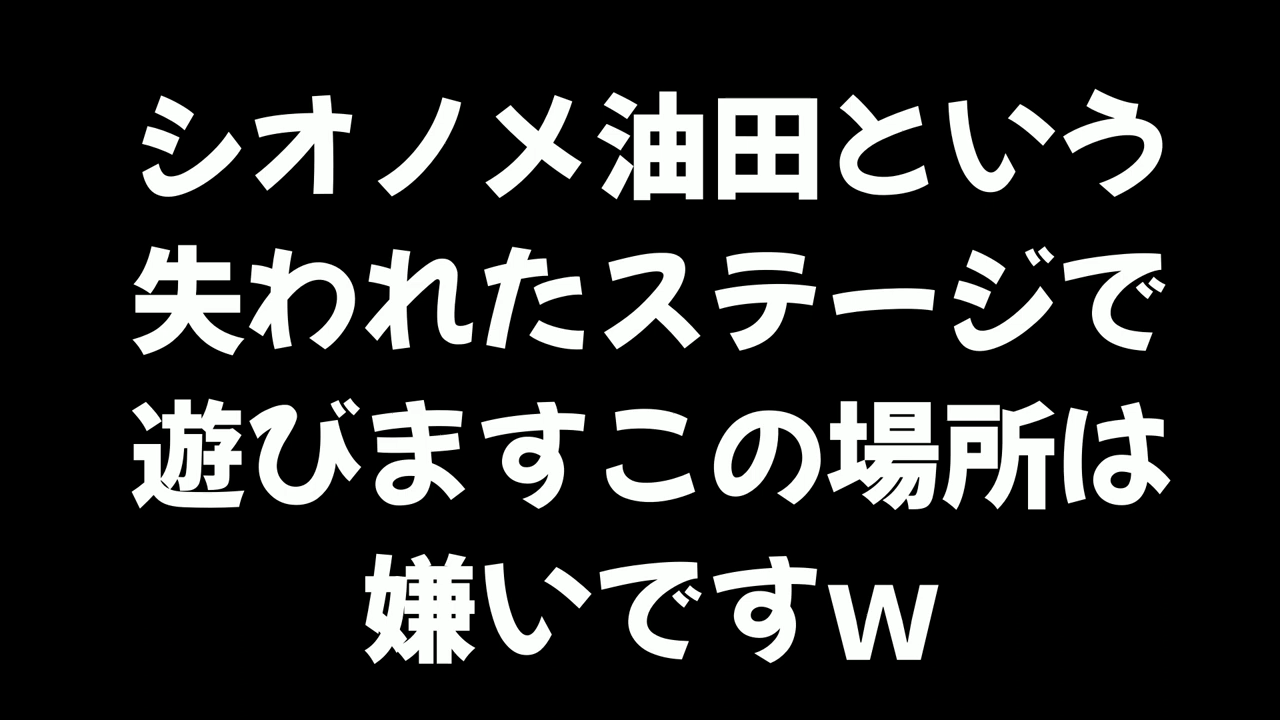 シオノメ油田という
失われたステージで
遊びますこの場所は
嫌いですw